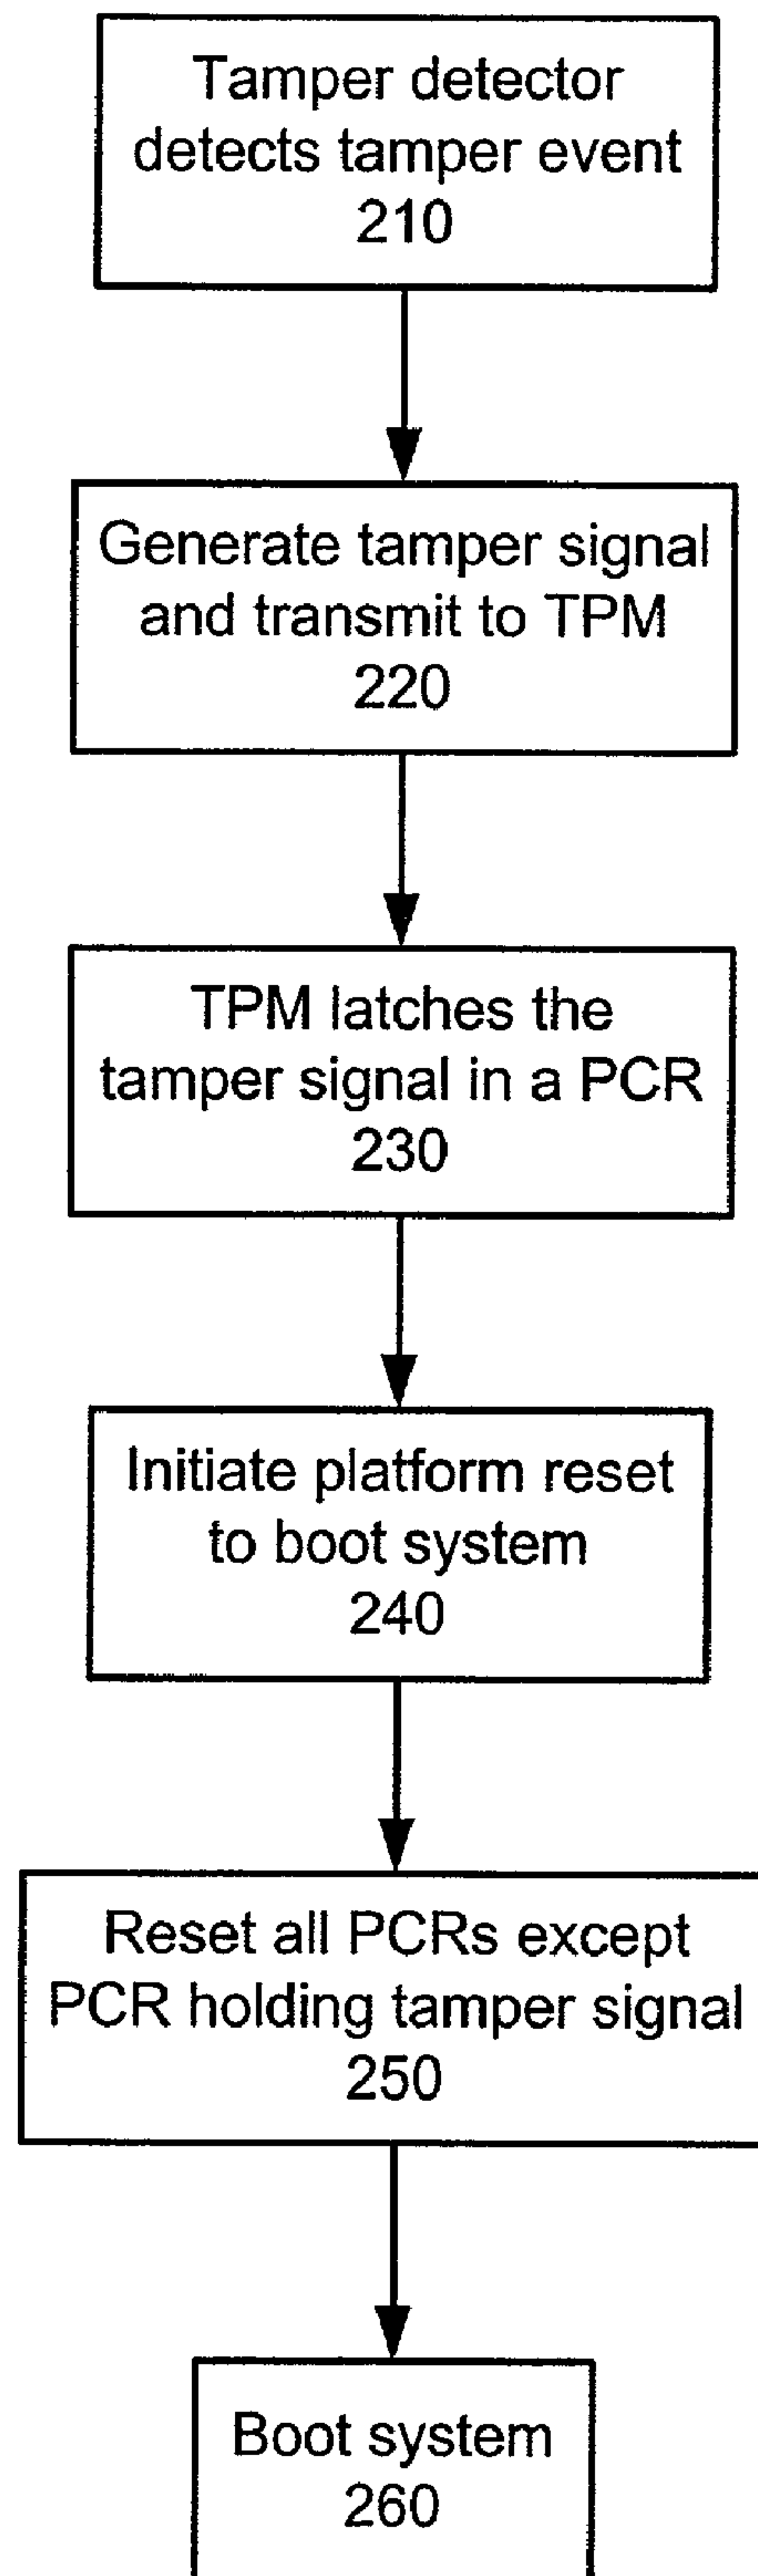 Tamper detector
detects tamper event
210
Generate tamper signal
and transmit to TPM
220
TPM latches the
tamper signal in a PCR
230
Initiate platform reset
to boot system
240
Reset all PCRs except
PCR holding tamper signal
250
Boot system
260